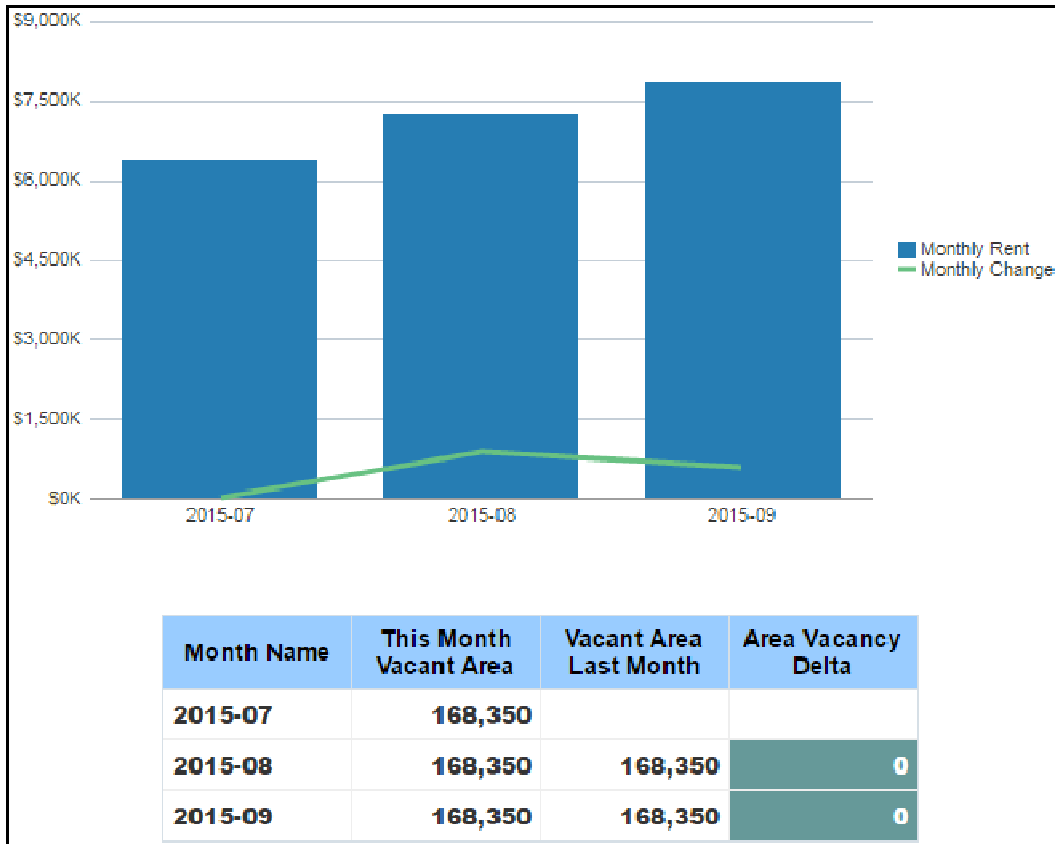 $9,000K
$7,500K
$6,000K
$4,500K
$3,000K
$1,500K
$0K
2015-07 2015-08 2015-09
Monthly Rent
Monthly Change
Month Name This Month Vacant Area Vacant Area Last Month Area Vacancy Delta
2015-07 168,350
2015-08 168,350 168,350 0
2015-09 168,350 168,350 0